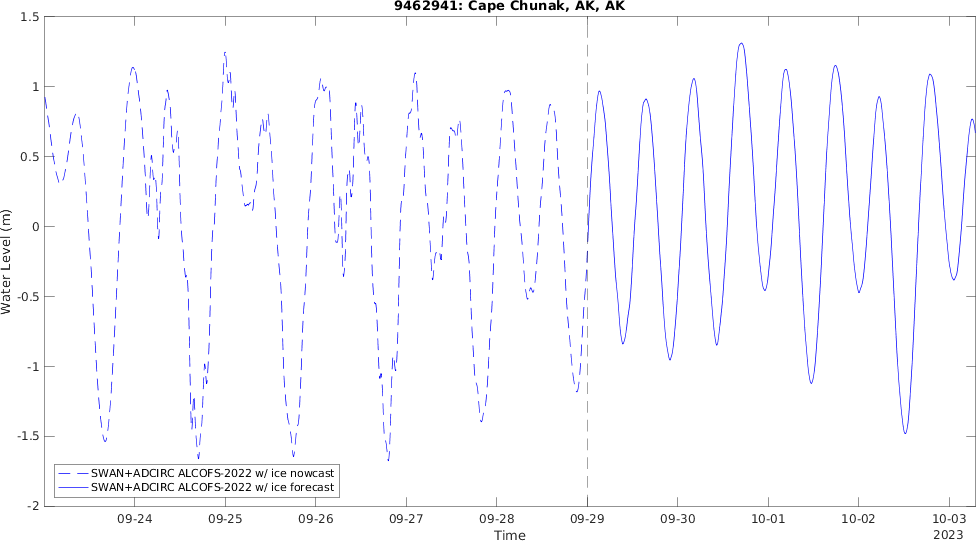 9462941: Cape Chunak, AK, AK
1.5
1
0.5
0
-0.5
-1
-1.5
-2
Water Level (m)
SWAN+ADCIRC ALCOFS-2022 w/ ice nowcast
SWAN+ADCIRC ALCOFS-2022 w/ ice forecast
09-24 09-25 09-26 09-27 09-28 09-29 09-30 10-01 10-02 10-03
Time
2023